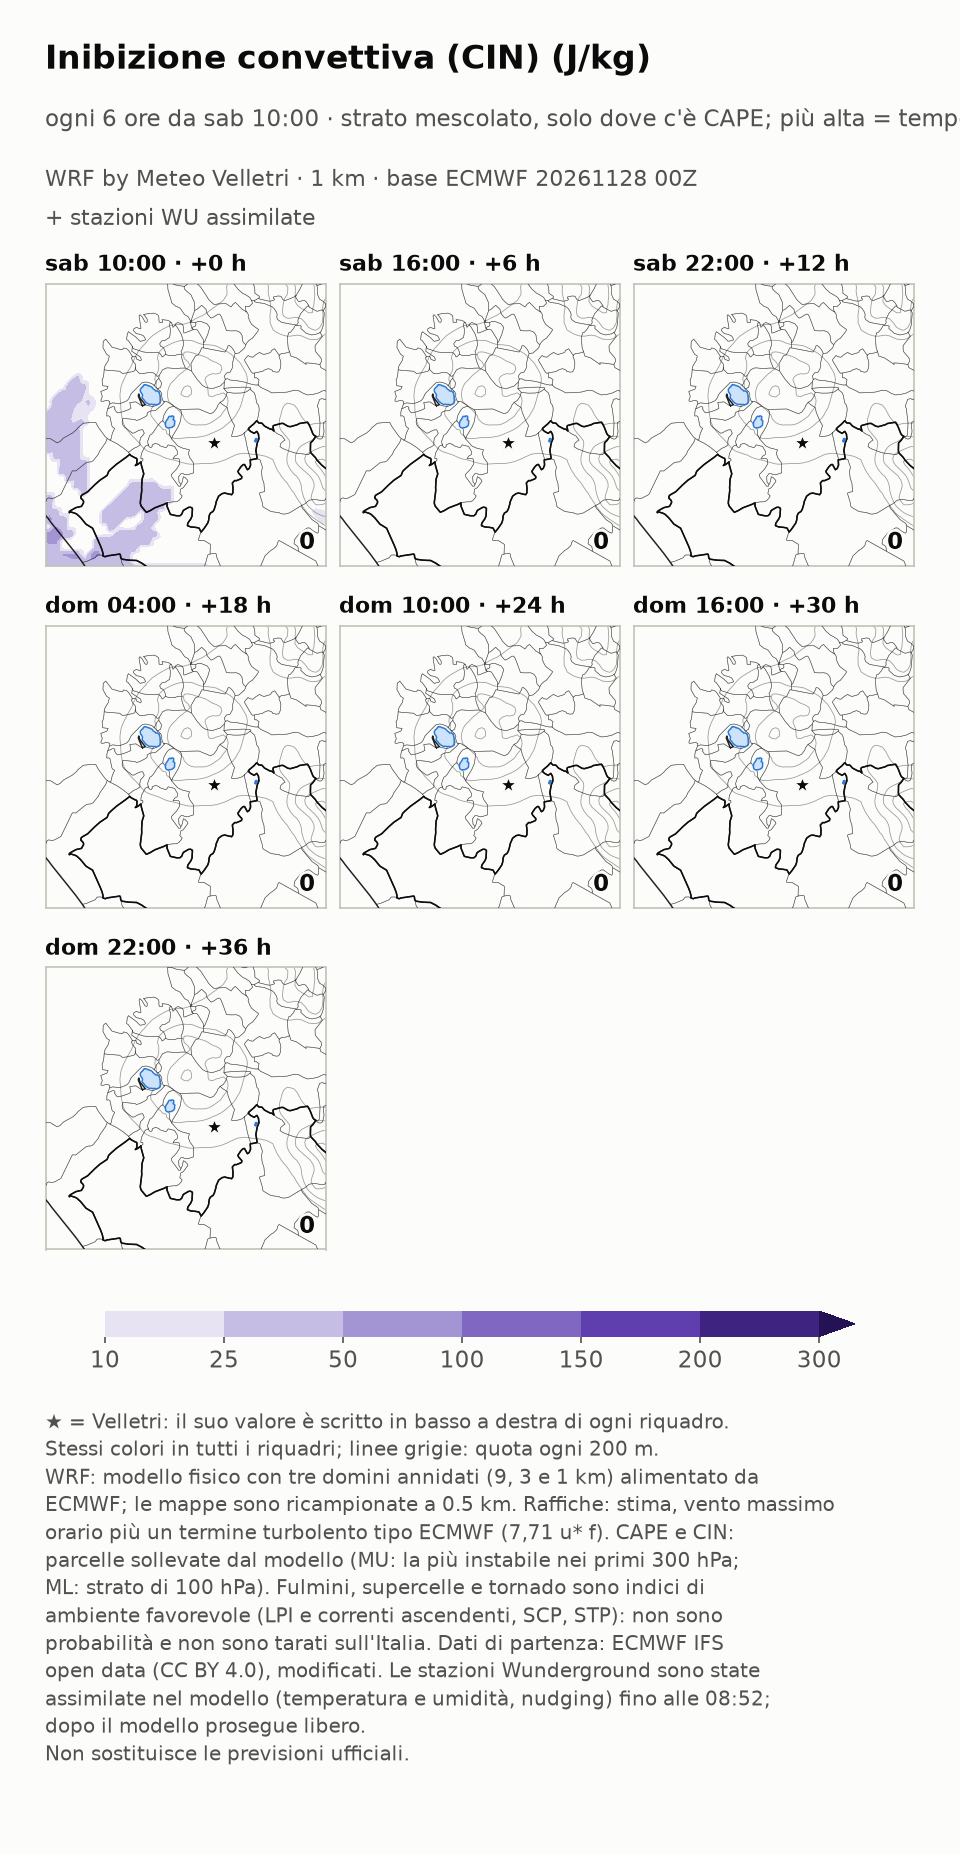 Inibizione convettiva (CIN) (J/kg)
ogni 6 ore da sab 10:00 · strato mescolato, solo dove c'è CAPE; più alta =
WRF by Meteo Velletri · 1 km · base ECMWF 20261128 00Z
+ stazioni WU assimilate
sab 10:00 · +0 h
sab 16:00 · +6 h
sab 22:00 · +12 h
0
0
0
dom 04:00 · +18 h
dom 10:00 · +24 h
dom 16:00 · +30 h
0
0
0
dom 22:00 · +36 h
0
10 25 50 100 150 200 300
★ = Velletri: il suo valore è scritto in basso a destra di ogni riquadro.
Stessi colori in tutti i riquadri; linee grigie: quota ogni 200 m.
WRF: modello fisico con tre domini annidati (9, 3 e 1 km) alimentato da
ECMWF; le mappe sono ricampionate a 0.5 km. Raffiche: stima, vento massimo
orario più un termine turbolento tipo ECMWF (7,71 u* f). CAPE e CIN:
parcelle sollevate dal modello (MU: la più instabile nei primi 300 hPa;
ML: strato di 100 hPa). Fulmini, supercelle e tornado sono indici di
ambiente favorevole (LPI e correnti ascendenti, SCP, STP): non sono
probabilità e non sono tarati sull'Italia. Dati di partenza: ECMWF IFS
open data (CC BY 4.0), modificati. Le stazioni Wunderground sono state
assimilate nel modello (temperatura e umidità, nudging) fino alle 08:52;
dopo il modello prosegue libero.
Non sostituisce le previsioni ufficiali.